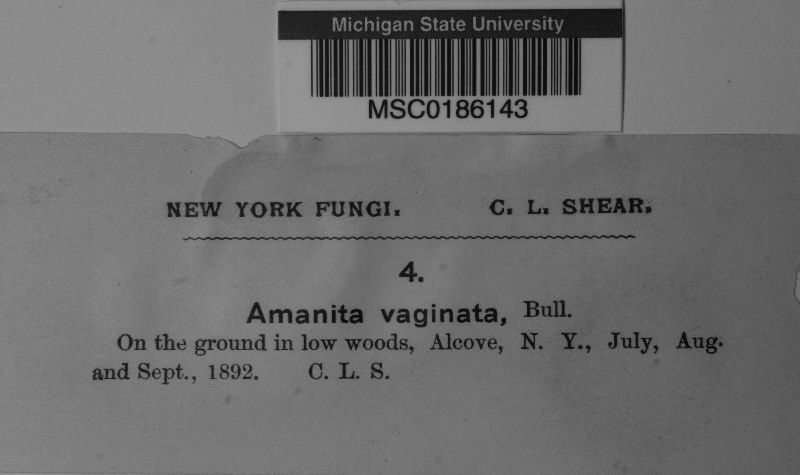 Michigan State University
MSC0186143
NEW YORK FUNGI. C. L. SHEAR.
4.
Amanita vaginata, Bull.
On the ground in low woods, Alcove, N. Y., July, Aug.
and Sept., 1892. C. L. S.